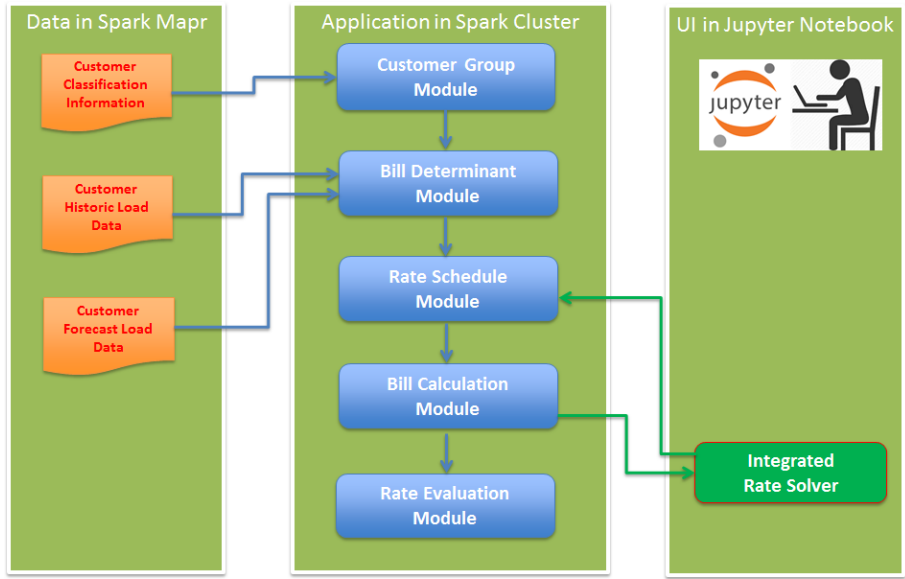 Data in Spark Mapr
Customer
Classification
Information
Customer
Historic Load
Data
Customer
Forecast Load
Data
Application in Spark Cluster
Customer Group
Module
Bill Determinant
Module
Rate Schedule
Module
Bill Calculation
Module
Rate Evaluation
Module
UI in Jupyter Notebook
jupyter
Integrated
Rate Solver